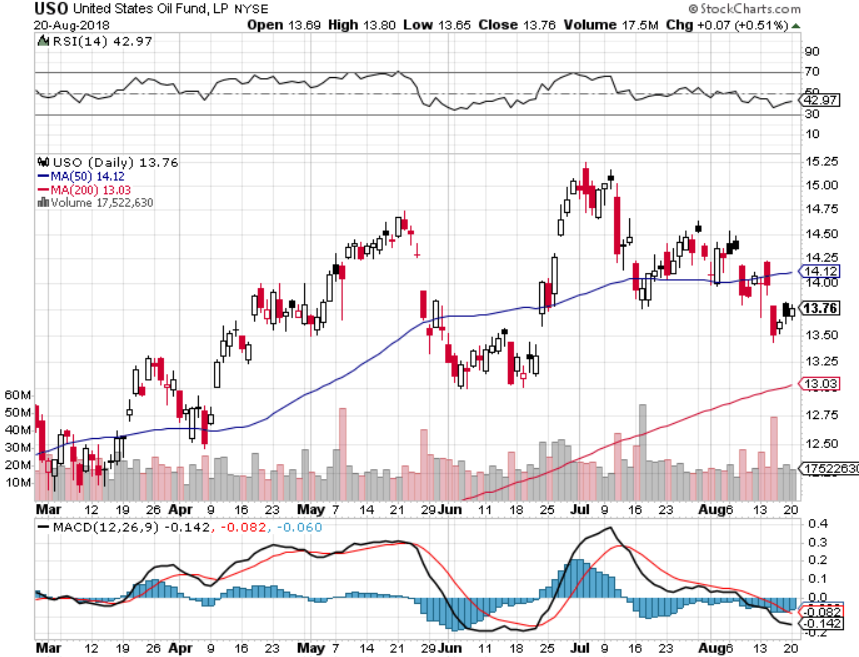 USO United States Oil Fund, LP NYSE © StockCharts.com
20-Aug-2018 Open 13.69 High 13.80 Low 13.65 Close 13.76 Volume 17.5M Chg +0.07 (+0.51%)
RSI(14) 42.97
90
70
50
42.97
30
10
USO (Daily) 13.76
MA(50) 14.12
MA(200) 13.03
Volume 17,522,630
15.25
15.00
14.75
14.50
14.25
14.12
14.00
13.76
13.50
13.25
13.03
12.75
12.50
17522630
60M
50M
40M
30M
20M
10M
Mar 12 19 26 Apr 9 16 23 May 7 14 21 29 Jun 11 18 25 Jul 9 16 23 Aug 6 13 20
MACD(12,26,9) -0.142, -0.082, -0.060
0.4
0.3
0.2
0.1
0.0
-0.082
-0.142
-0.2
Mar 12 19 26 Apr 9 16 23 May 7 14 21 29 Jun 11 18 25 Jul 9 16 23 Aug 6 13 20